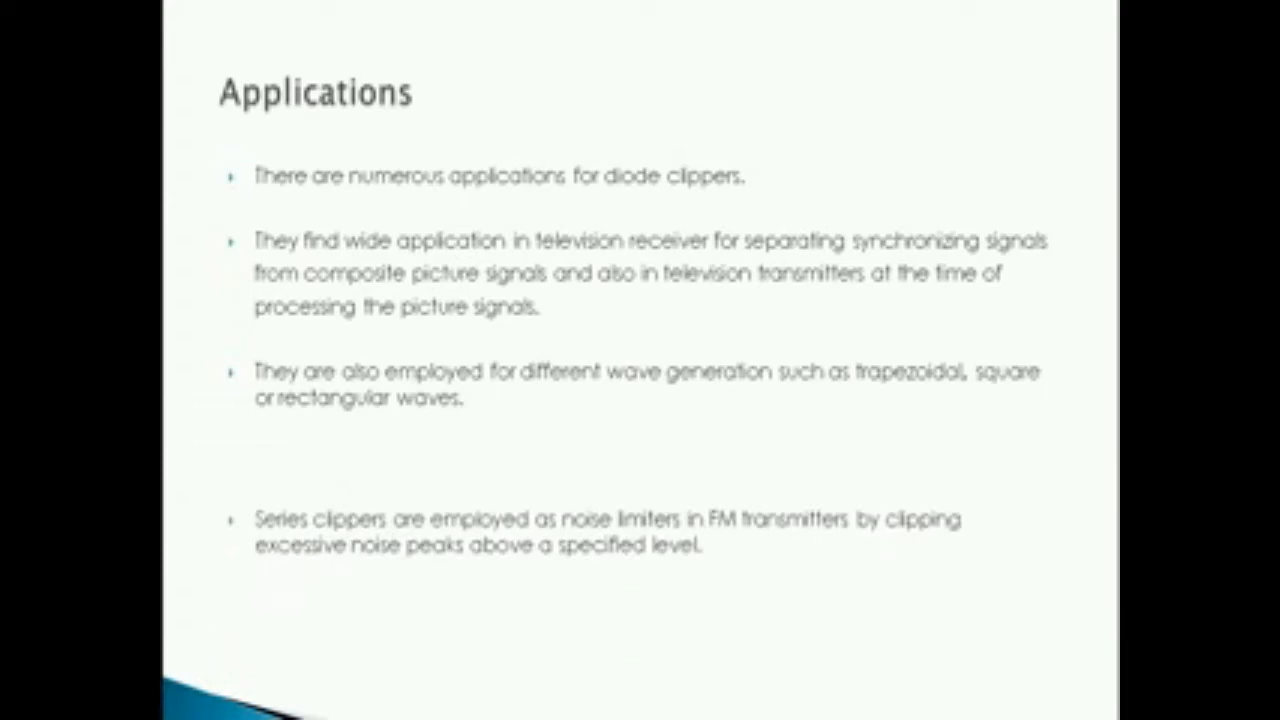 Applications
There are numerous applications for diode clippers.
They find wide application in television receiver for separating synchronizing signals
from composite picture signals and also in television transmitters at the time of
processing the picture signals.
They are also employed for different wave generation such as trapezoidal, square
or rectangular waves.
Series clippers are employed as noise limiters in FM transmitters by clipping
excessive noise peaks above a specified level.